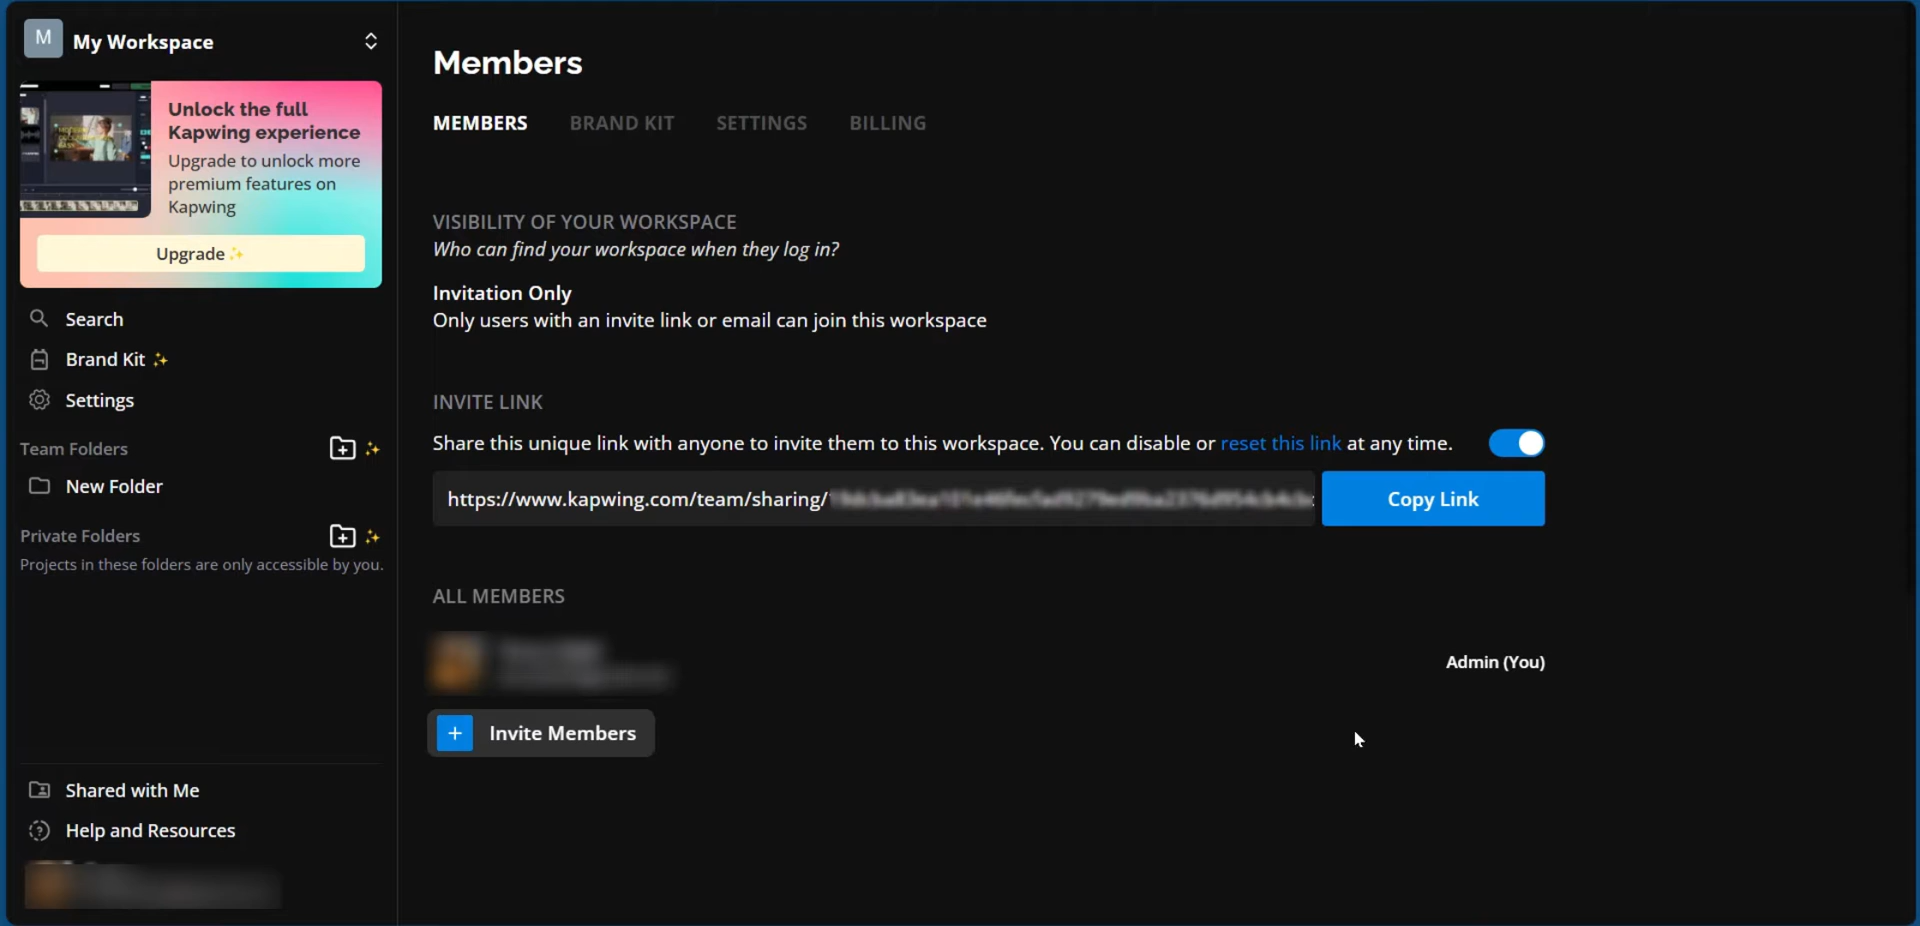 M My Workspace
Unlock the full
Kapwing experience
Upgrade to unlock more
premium features on
Kapwing
Upgrade
Search
Brand Kit
Settings
Team Folders
New Folder
Private Folders
Projects in these folders are only accessible by you.
Shared with Me
Help and Resources
Members
MEMBERS BRAND KIT SETTINGS BILLING
VISIBILITY OF YOUR WORKSPACE
Who can find your workspace when they log in?
Invitation Only
Only users with an invite link or email can join this workspace
INVITE LINK
Share this unique link with anyone to invite them to this workspace. You can disable or reset this link at any time.
https://www.kapwing.com/team/sharing/ Copy Link
ALL MEMBERS
Admin (You)
+ Invite Members